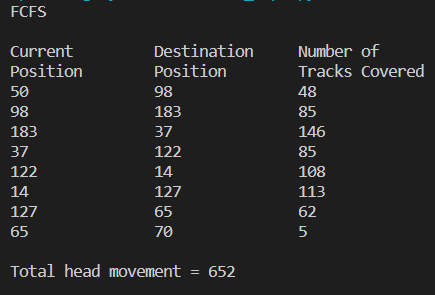 FCFS
Current Destination Number of
Position Position Tracks Covered
50 98 48
98 183 85
183 37 146
37 122 85
122 14 108
14 127 113
127 65 62
65 70 5
Total head movement = 652